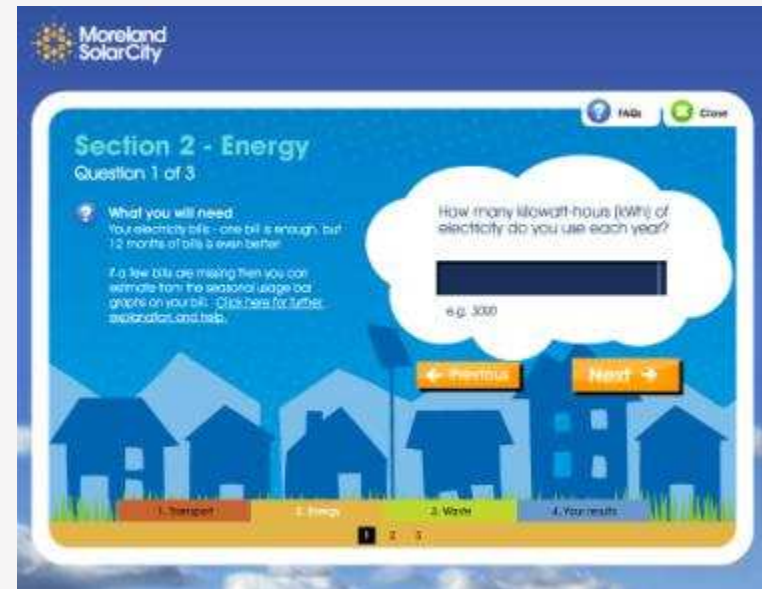 Moreland
SolarCity
FAQs
Close
Section 2 - Energy
Question 1 of 3
What you will need
Your electricity bills - one bill is enough, but
12 months of bills is even better.
If a few bills are missing then you can
estimate from the seasonal usage bar
graphs on your bill. Click here for further
explanation and help.
How many kilowatt-hours (kWh) of
electricity do you use each year?
e.g. 3000
Previous
Next
1. Transport
2. Energy
3. Waste
4. Your results
1 2 3